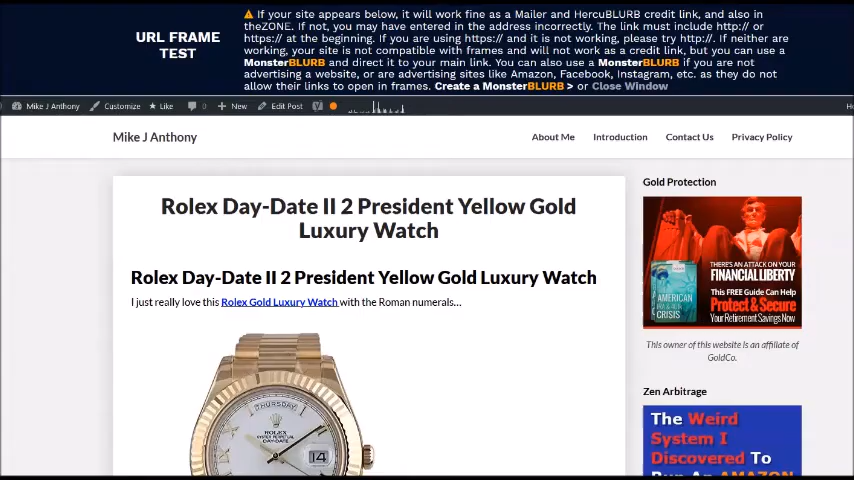 URL FRAME
TEST
⚠ If your site appears below, it will work fine as a Mailer and HercuBLURB credit link, and also in
theZONE. If not, you may have entered in the address incorrectly. The link must include http:// or
https:// at the beginning. If you are using https:// and it is not working, please try http://. If neither are
working, your site is not compatible with frames and will not work as a credit link, but you can use a
MonsterBLURB and direct it to your main link. You can also use a MonsterBLURB if you are not
advertising a website, or are advertising sites like Amazon, Facebook, Instagram, etc. as they do not
allow their links to open in frames. Create a MonsterBLURB > or Close Window
Mike J Anthony Customize Like 0 New Edit Post
Mike J Anthony
About Me Introduction Contact Us Privacy Policy
Rolex Day-Date II 2 President Yellow Gold
Luxury Watch
Rolex Day-Date II 2 President Yellow Gold Luxury Watch
I just really love this Rolex Gold Luxury Watch with the Roman numerals...
THURSDAY
ROLEX
OYSTER PERPETUAL
DAY-DATE
14
Gold Protection
THERE'S AN ATTACK ON YOUR
FINANCIAL LIBERTY
This FREE Guide Can Help
Protect & Secure
Your Retirement Savings Now
AMERICAN
CRISIS
This owner of this website is an affiliate of
GoldCo.
Zen Arbitrage
The Weird
System I
Discovered To
Run An AMAZON